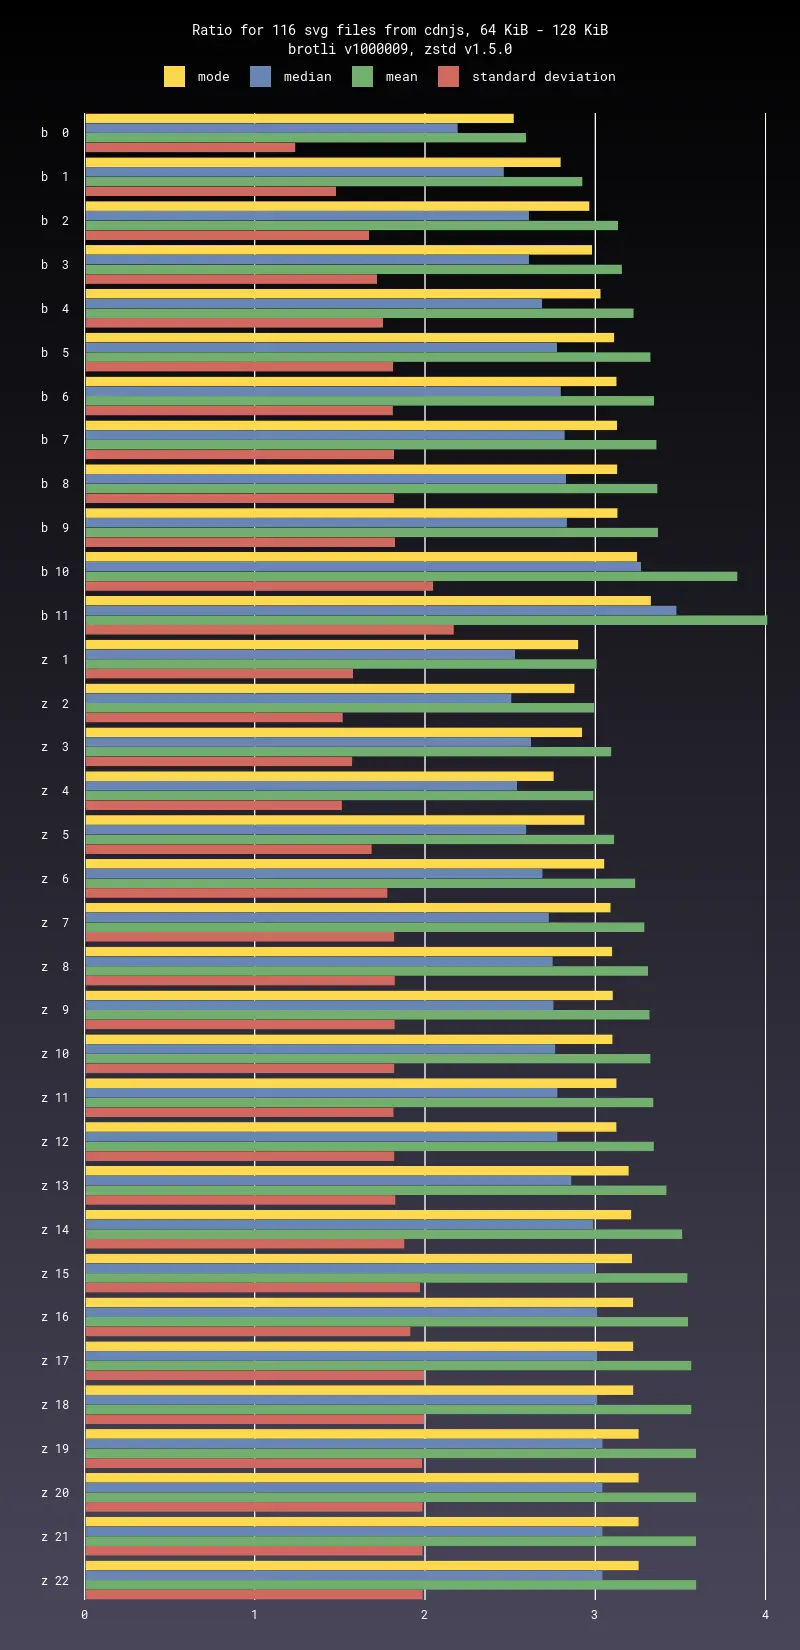 Ratio for 116 svg files from cdnjs, 64 KiB - 128 KiB
brotli v1000009, zstd v1.5.0
mode median mean standard deviation
b 0
b 1
b 2
b 3
b 4
b 5
b 6
b 7
b 8
b 9
b 10
b 11
z 1
z 2
z 3
z 4
z 5
z 6
z 7
z 8
z 9
z 10
z 11
z 12
z 13
z 14
z 15
z 16
z 17
z 18
z 19
z 20
z 21
z 22
0 1 2 3 4